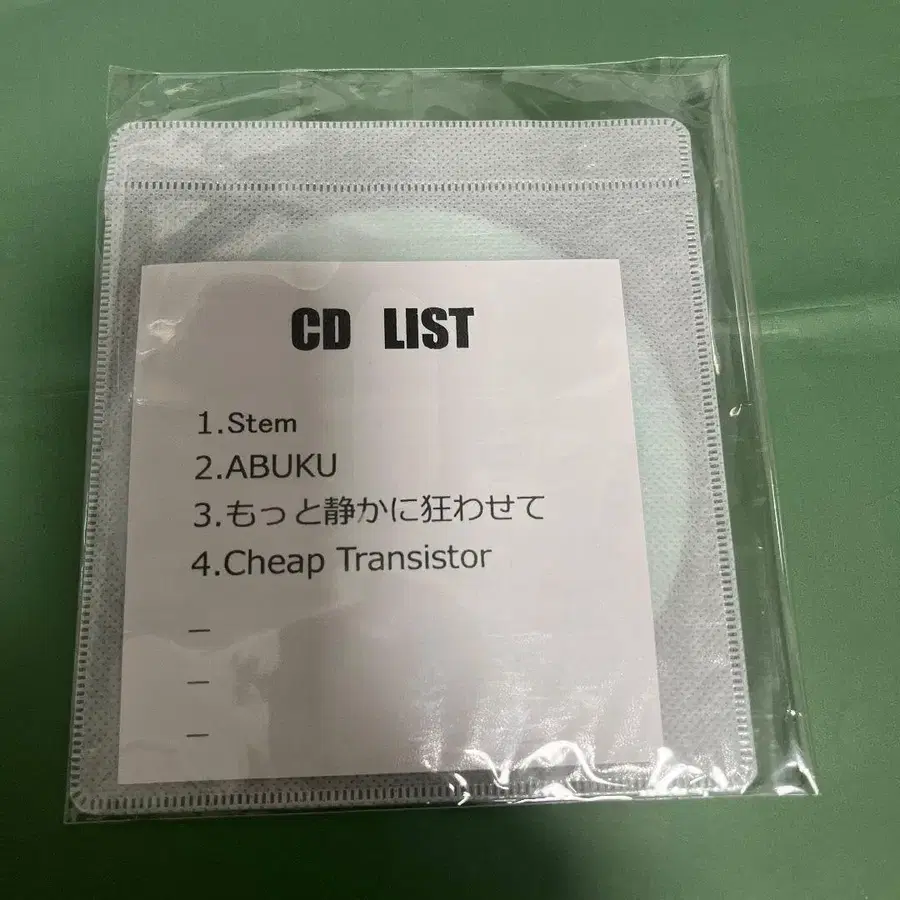 CD LIST
1.Stem
2.ABUKU
3.もっと静かに狂わせて
4.Cheap Transistor
—
—
—